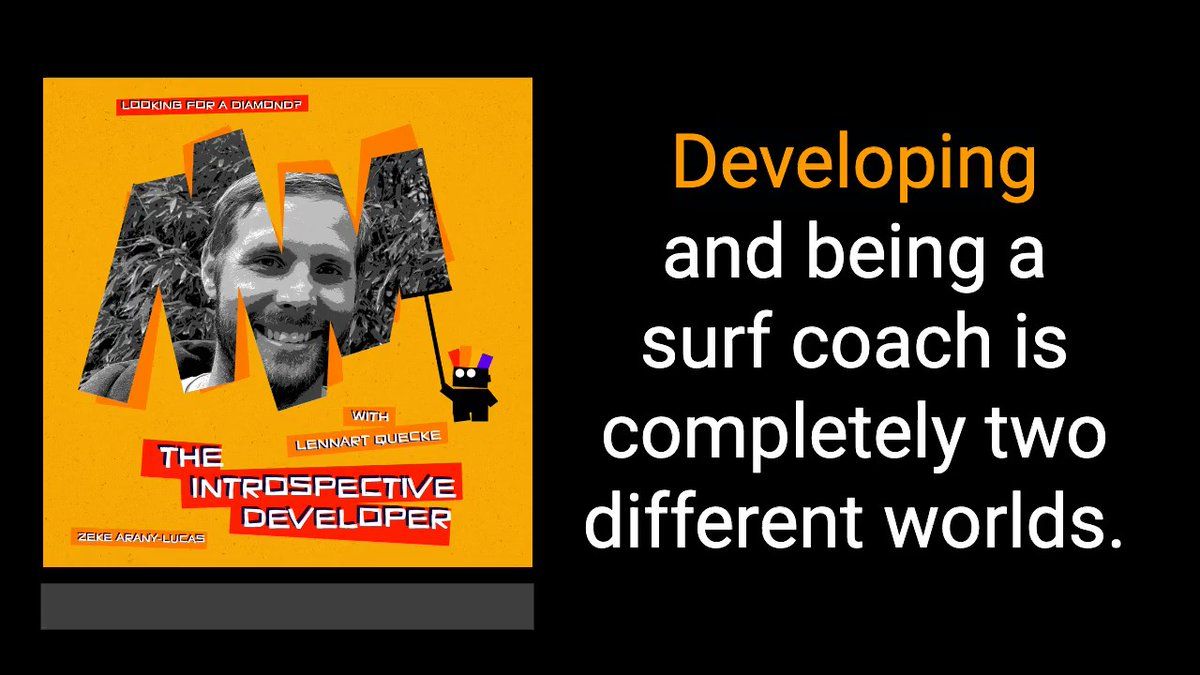 LOOKING FOR A DIAMOND?
WITH
LENNART QUECKE
THE
INTROSPECTIVE
DEVELOPER
ZEKE ARANY-LUCAS
Developing
and being a
surf coach is
completely two
different worlds.